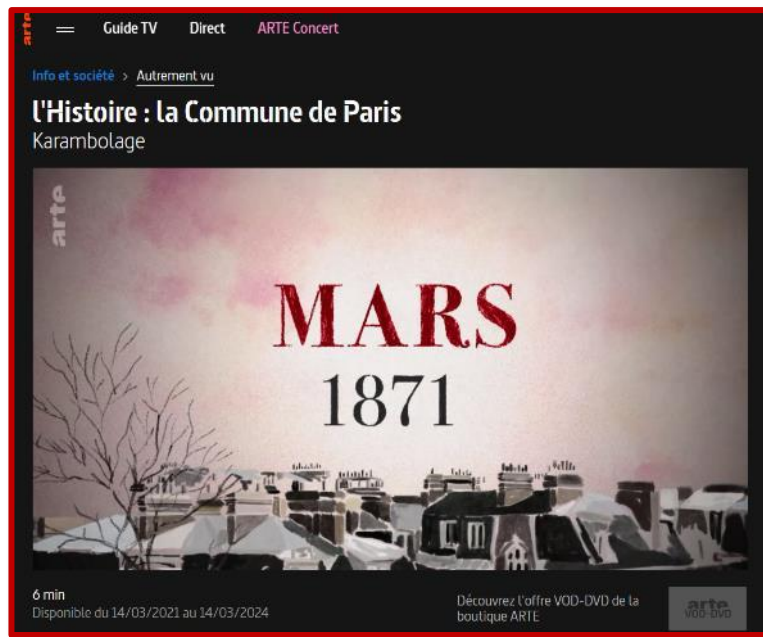 arte
Guide TV Direct ARTE Concert
Info et société > Autrement vu
l'Histoire : la Commune de Paris
Karambolage
arte
MARS
1871
6 min
Disponible du 14/03/2021 au 14/03/2024
Découvrez l'offre VOD-DVD de la
boutique ARTE
arte
VOD-DVD